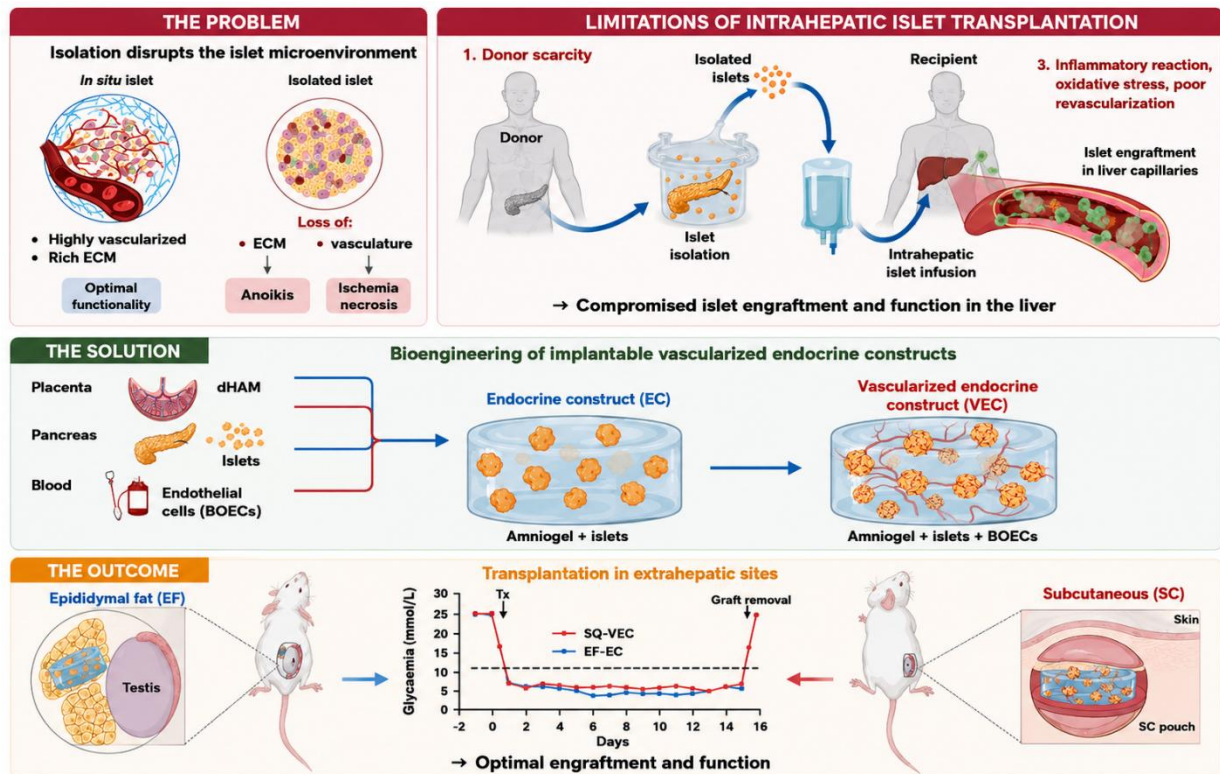 THE PROBLEM
Isolation disrupts the islet microenvironment
In situ islet
Isolated islet
• Highly vascularized
• Rich ECM
Optimal
functionality
Loss of:
• ECM
• vasculature
Anoikis
Ischemia
necrosis
LIMITATIONS OF INTRAHEPATIC ISLET TRANSPLANTATION
1. Donor scarcity
Donor
Isolated
islets
Islet
isolation
Recipient
Intrahepatic
islet infusion
3. Inflammatory reaction,
oxidative stress, poor
revascularization
Islet engraftment
in liver capillaries
→ Compromised islet engraftment and function in the liver
THE SOLUTION
Bioengineering of implantable vascularized endocrine constructs
Placenta
dHAM
Pancreas
Islets
Blood
Endothelial
cells (BOECs)
Endocrine construct (EC)
Amniogel + islets
Vascularized endocrine
construct (VEC)
Amniogel + islets + BOECs
THE OUTCOME
Transplantation in extrahepatic sites
Epididymal fat (EF)
Testis
Glycaemia (mmol/L)
30
25
20
15
10
5
0
Tx
Graft removal
SQ-VEC
EF-EC
-2 0 2 4 6 8 10 12 14 16
Days
→ Optimal engraftment and function
Subcutaneous (SC)
Skin
SC pouch